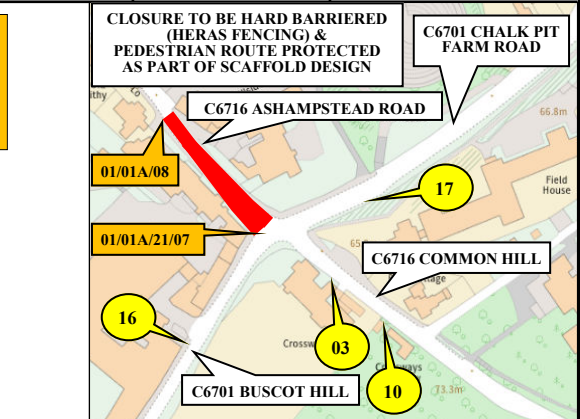 CLOSURE TO BE HARD BARRIERED
(HERAS FENCING) &
PEDESTRIAN ROUTE PROTECTED
AS PART OF SCAFFOLD DESIGN
C6701 CHALK PIT
FARM ROAD
C6716 ASHAMPSTEAD ROAD
66.8m
01/01A/08
17
Field
House
01/01A/21/07
65
C6716 COMMON HILL
16
03
10
C6701 BUSCOT HILL
73.3m